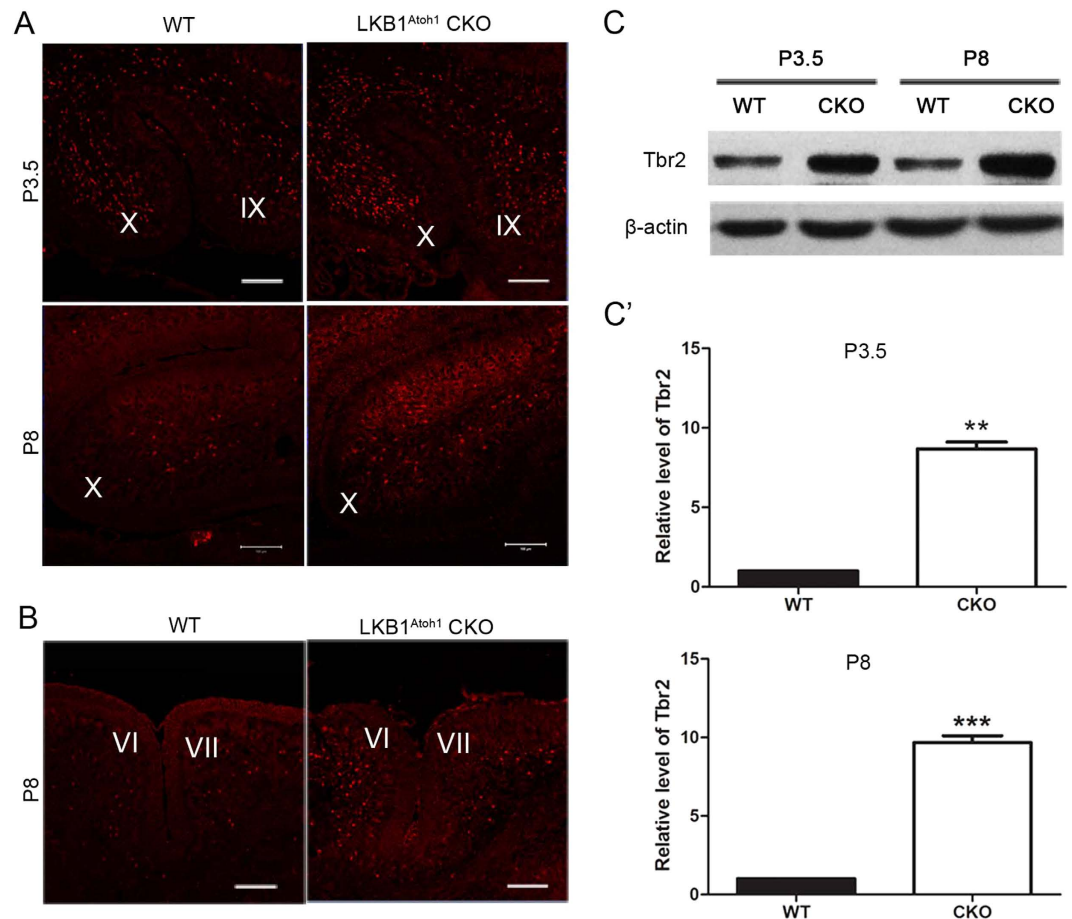 A
WT
LKB1Atoh1 CKO
P3.5
X
IX
X
IX
P8
X
X
B
WT
LKB1Atoh1 CKO
P8
VI
VII
VI
VII
C
P3.5
P8
WT
CKO
WT
CKO
Tbr2
β-actin
C’
P3.5
Relative level of Tbr2
15
10
5
0
**
WT
CKO
P8
Relative level of Tbr2
15
10
5
0
***
WT
CKO